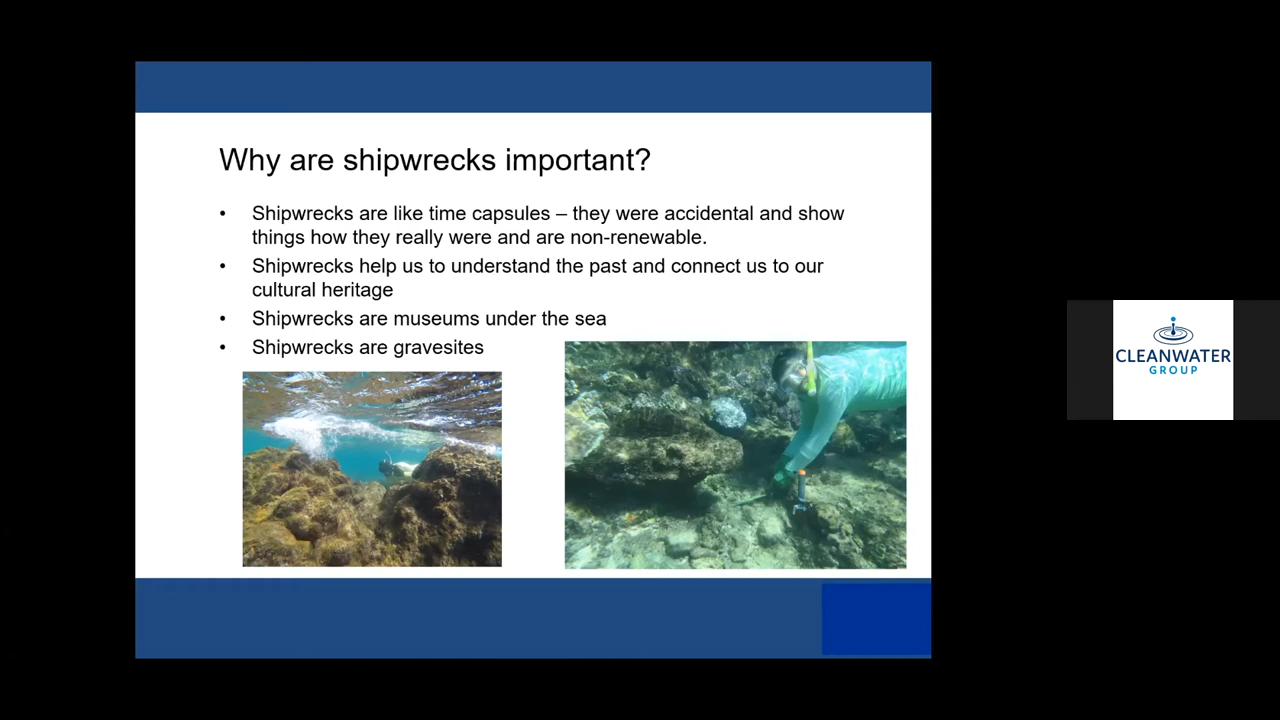 Why are shipwrecks important?
• Shipwrecks are like time capsules – they were accidental and show
things how they really were and are non-renewable.
• Shipwrecks help us to understand the past and connect us to our
cultural heritage
• Shipwrecks are museums under the sea
• Shipwrecks are gravesites
CLEANWATER
GROUP